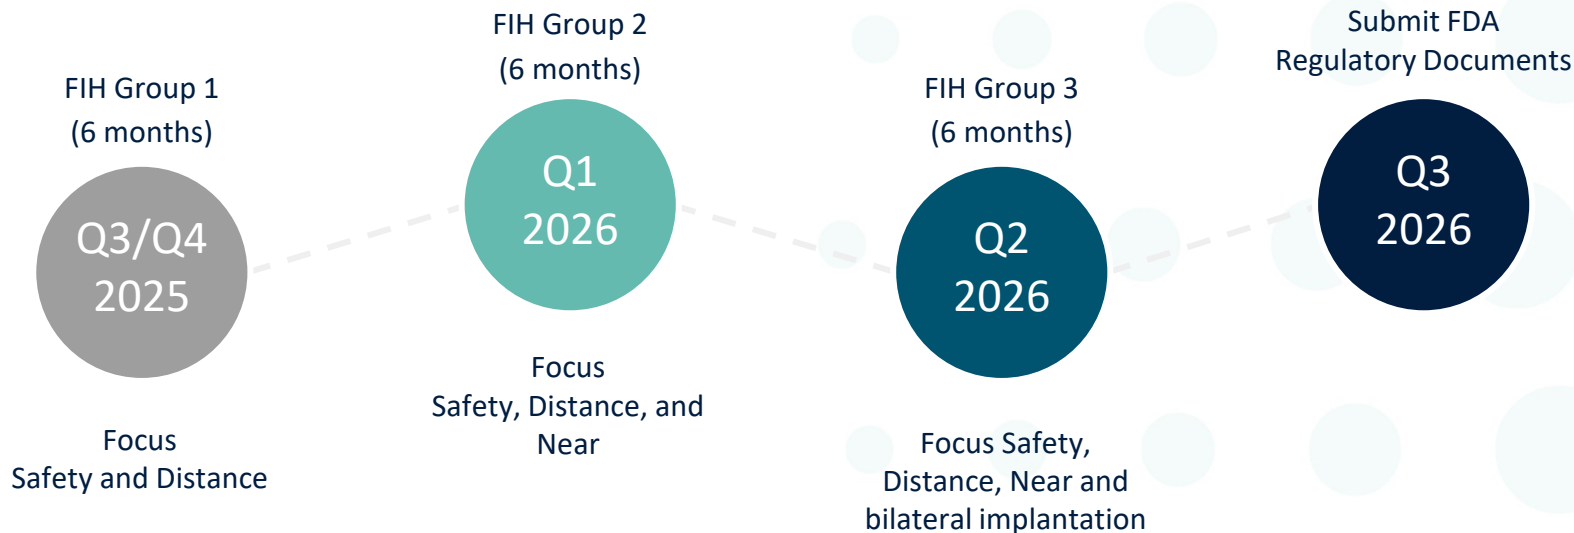 FIH Group 1
(6 months)
Q3/Q4
2025
Focus
Safety and Distance
FIH Group 2
(6 months)
Q1
2026
Focus
Safety, Distance, and
Near
FIH Group 3
(6 months)
Q2
2026
Focus Safety,
Distance, Near and
bilateral implantation
Submit FDA
Regulatory Documents
Q3
2026